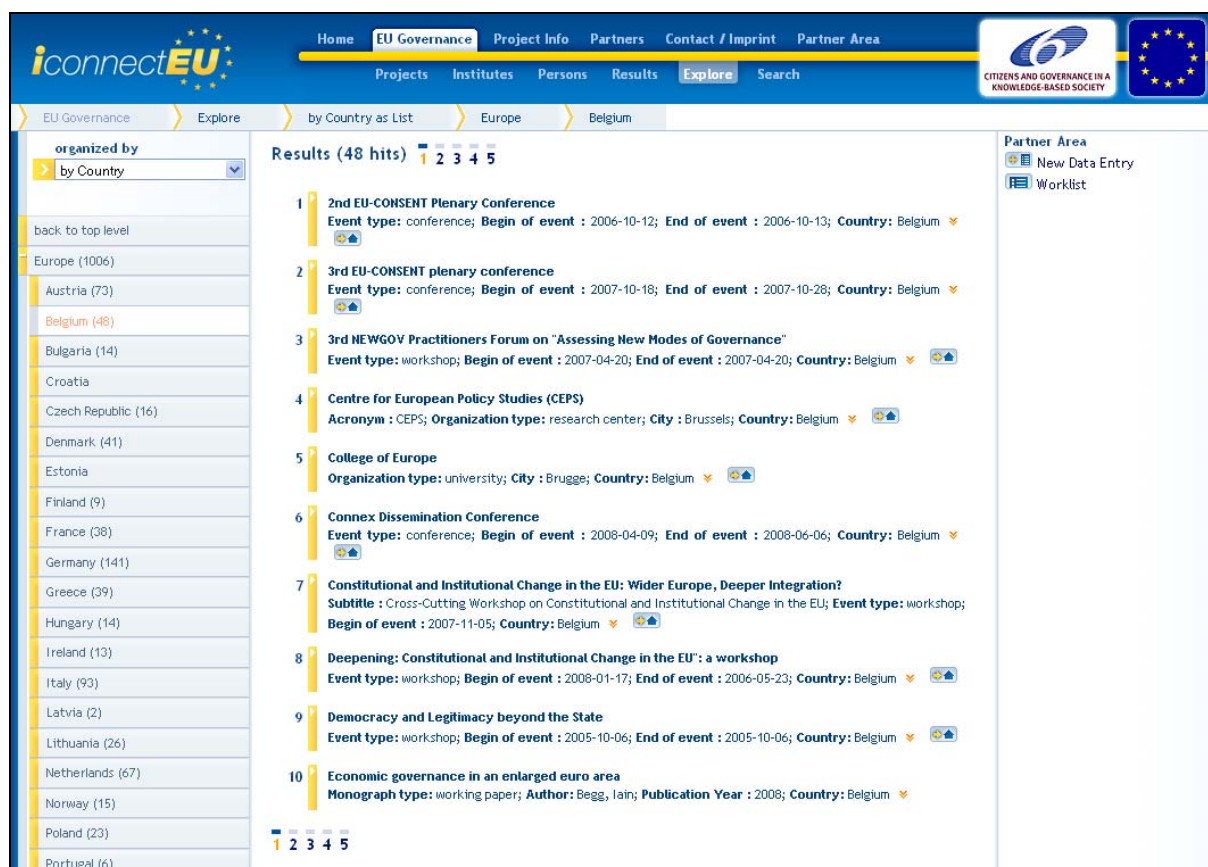 iconnectEU
Home EU Governance Project Info Partners Contact / Imprint Partner Area
Projects Institutes Persons Results Explore Search
6
CITIZENS AND GOVERNANCE IN A
KNOWLEDGE-BASED SOCIETY
EU Governance Explore by Country as List Europe Belgium
organized by
by Country
back to top level
Europe (1006)
Austria (73)
Belgium (48)
Bulgaria (14)
Croatia
Czech Republic (16)
Denmark (41)
Estonia
Finland (9)
France (38)
Germany (141)
Greece (39)
Hungary (14)
Ireland (13)
Italy (93)
Latvia (2)
Lithuania (26)
Netherlands (67)
Norway (15)
Poland (23)
Portugal (6)
Results (48 hits) 1 2 3 4 5
1 2nd EU-CONSENT Plenary Conference
Event type: conference; Begin of event : 2006-10-12; End of event : 2006-10-13; Country: Belgium
2 3rd EU-CONSENT plenary conference
Event type: conference; Begin of event : 2007-10-18; End of event : 2007-10-28; Country: Belgium
3 3rd NEWGOV Practitioners Forum on "Assessing New Modes of Governance"
Event type: workshop; Begin of event : 2007-04-20; End of event : 2007-04-20; Country: Belgium
4 Centre for European Policy Studies (CEPS)
Acronym : CEPS; Organization type: research center; City : Brussels; Country: Belgium
5 College of Europe
Organization type: university; City : Brugge; Country: Belgium
6 Connex Dissemination Conference
Event type: conference; Begin of event : 2008-04-09; End of event : 2008-06-06; Country: Belgium
7 Constitutional and Institutional Change in the EU: Wider Europe, Deeper Integration?
Subtitle : Cross-Cutting Workshop on Constitutional and Institutional Change in the EU; Event type: workshop;
Begin of event : 2007-11-05; Country: Belgium
8 Deepening: Constitutional and Institutional Change in the EU": a workshop
Event type: workshop; Begin of event : 2008-01-17; End of event : 2006-05-23; Country: Belgium
9 Democracy and Legitimacy beyond the State
Event type: workshop; Begin of event : 2005-10-06; End of event : 2005-10-06; Country: Belgium
10 Economic governance in an enlarged euro area
Monograph type: working paper; Author: Begg, Iain; Publication Year : 2008; Country: Belgium
1 2 3 4 5
Partner Area
New Data Entry
Worklist